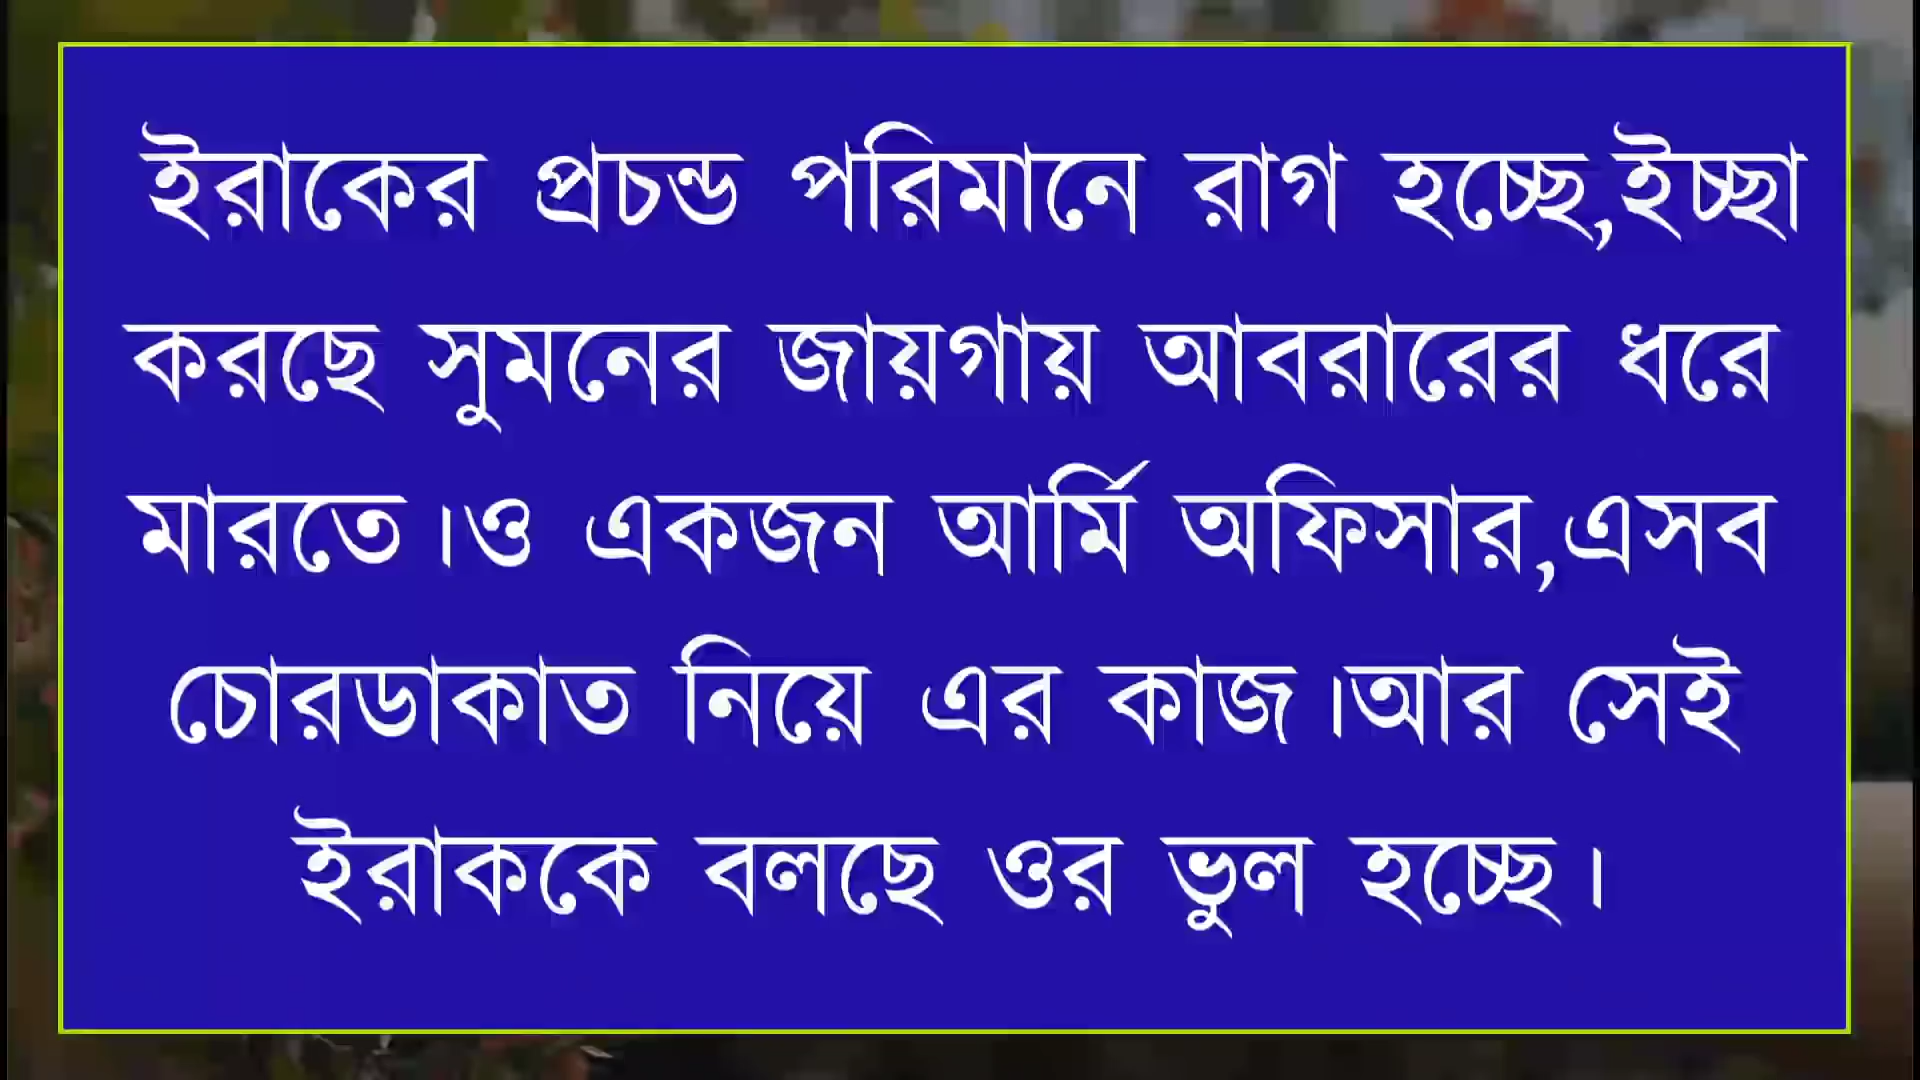 ইরাকের প্রচন্ড পরিমানে রাগ হচ্ছে,ইচ্ছা
করছে সুমনের জায়গায় আবরারের ধরে
মারতে।ও একজন আর্মি অফিসার,এসব
চোরডাকাত নিয়ে এর কাজ।আর সেই
ইরাককে বলছে ওর ভুল হচ্ছে।